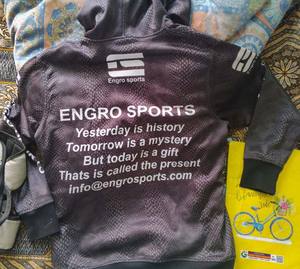 Engro sports
ENGRO SPORTS
Yesterday is history
Tomorrow is a mystery
But today is a gift
Thats is called the present
info@engrosports.com